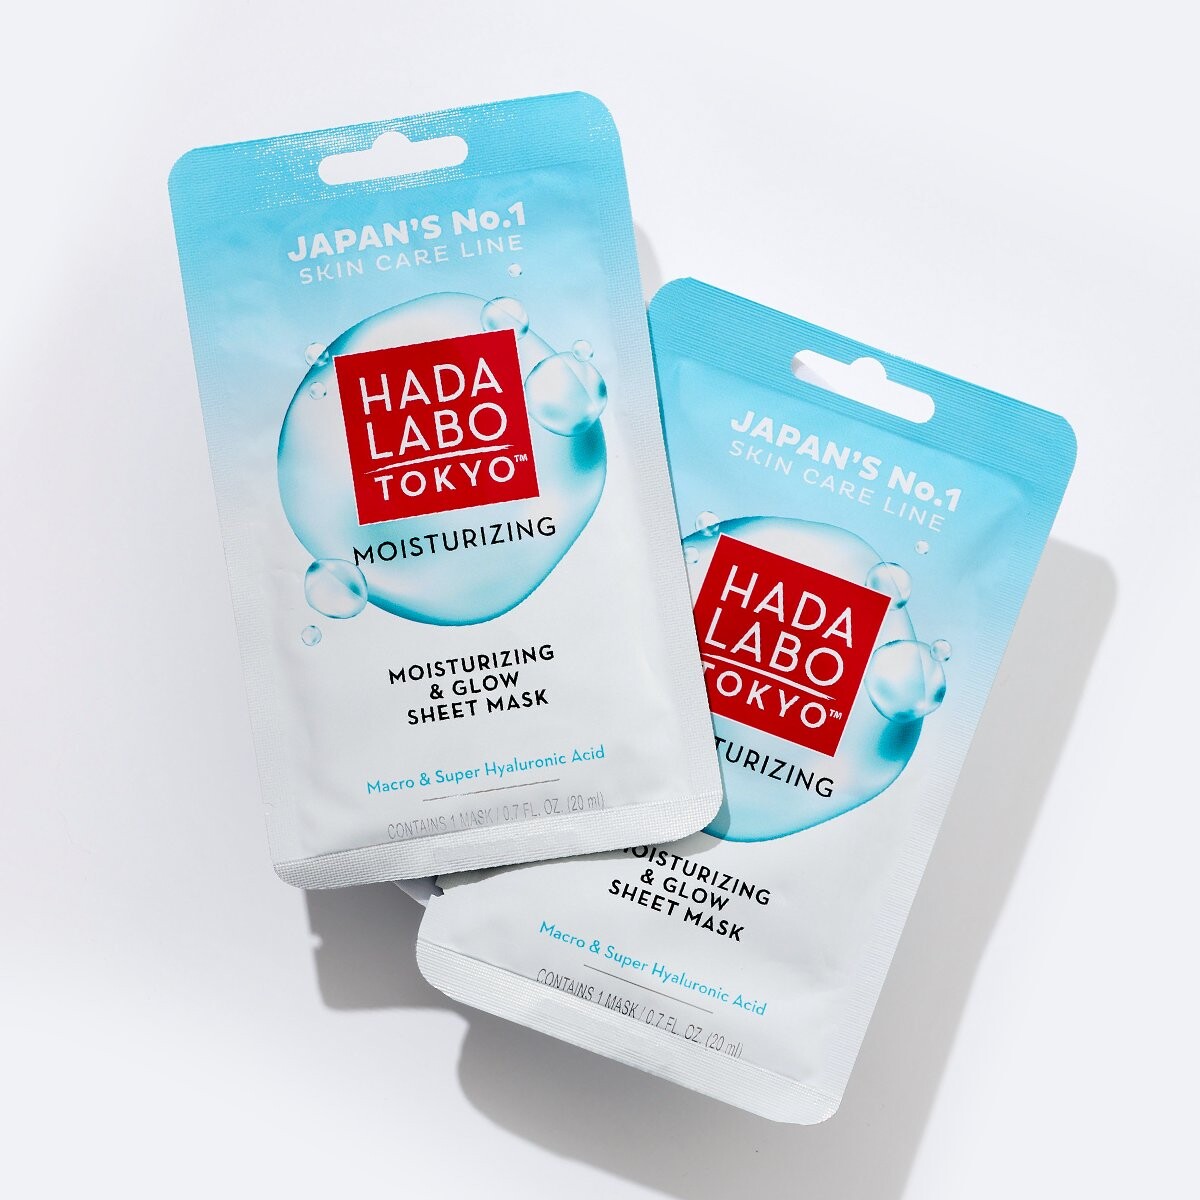 JAPAN'S No.1
SKIN CARE LINE
HADA
LABO
TOKYO™
MOISTURIZING
MOISTURIZING
& GLOW
SHEET MASK
Macro & Super Hyaluronic Acid
CONTAINS 1 MASK / 0.7 FL. OZ. (20 ml)
JAPAN'S No.1
SKIN CARE LINE
HADA
LABO
TOKYO™
TURIZING
OISTURIZING
& GLOW
SHEET MASK
Macro & Super Hyaluronic Acid
CONTAINS 1 MASK / 0.7 FL. OZ. (20 ml)